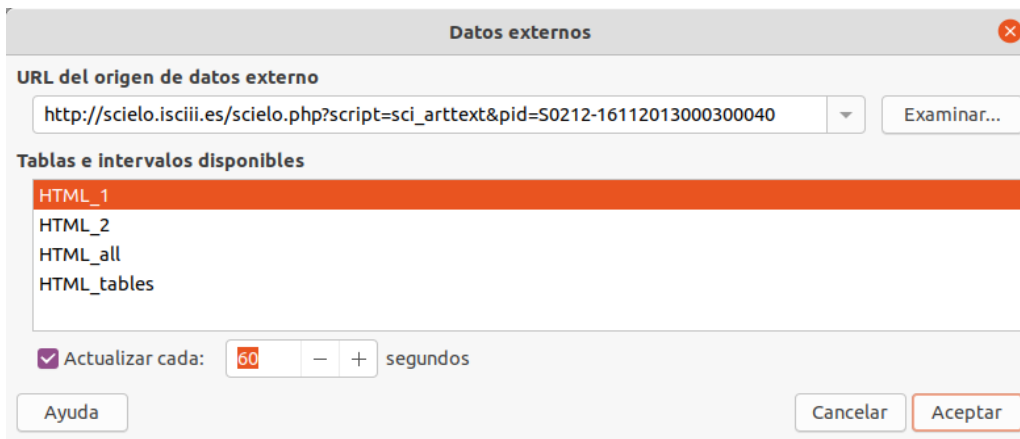 Datos externos
URL del origen de datos externo
http://scielo.isciii.es/scielo.php?script=sci_arttext&pid=S0212-16112013000300040 Examinar...
Tablas e intervalos disponibles
HTML_1
HTML_2
HTML_all
HTML_tables
Actualizar cada: 60 segundos
Ayuda Cancelar Aceptar